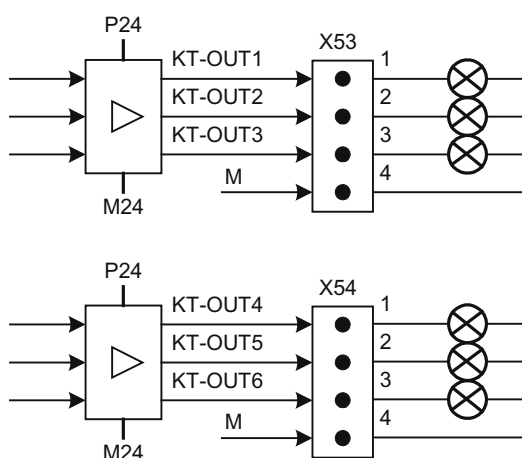 P24
X53
KT-OUT1
1
KT-OUT2
2
KT-OUT3
3
M
4
M24
P24
X54
KT-OUT4
1
KT-OUT5
2
KT-OUT6
3
M
4
M24